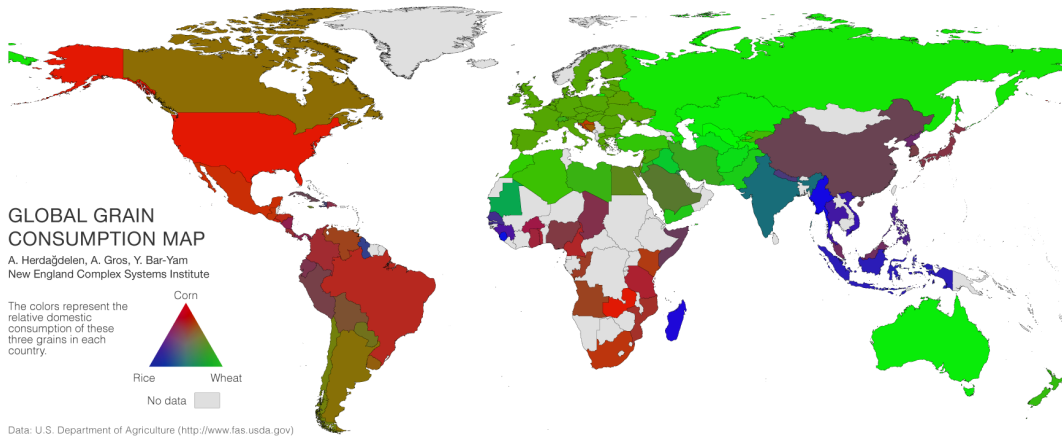 GLOBAL GRAIN
CONSUMPTION MAP
A. Herdağdelen, A. Gros, Y. Bar-Yam
New England Complex Systems Institute
The colors represent the
relative domestic
consumption of these
three grains in each
country.
Corn
Rice
Wheat
No data
Data: U.S. Department of Agriculture (http://www.fas.usda.gov)